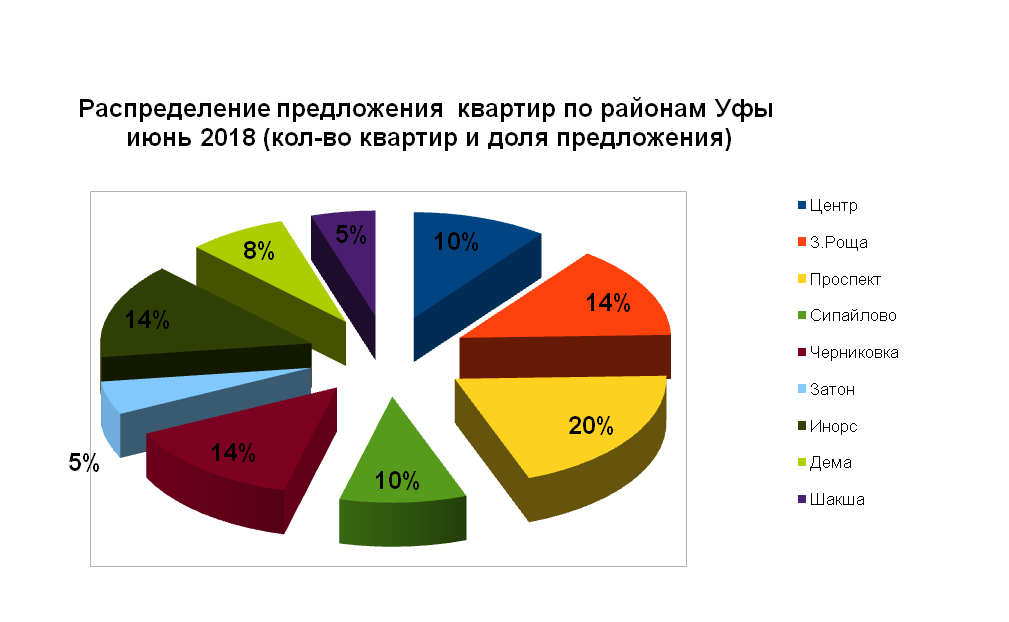 Распределение предложения квартир по районам Уфы
июнь 2018 (кол-во квартир и доля предложения)
10%
14%
20%
10%
14%
5%
14%
8%
5%
Центр
З.Роща
Проспект
Сипайлово
Черниковка
Затон
Инорс
Дема
Шакша